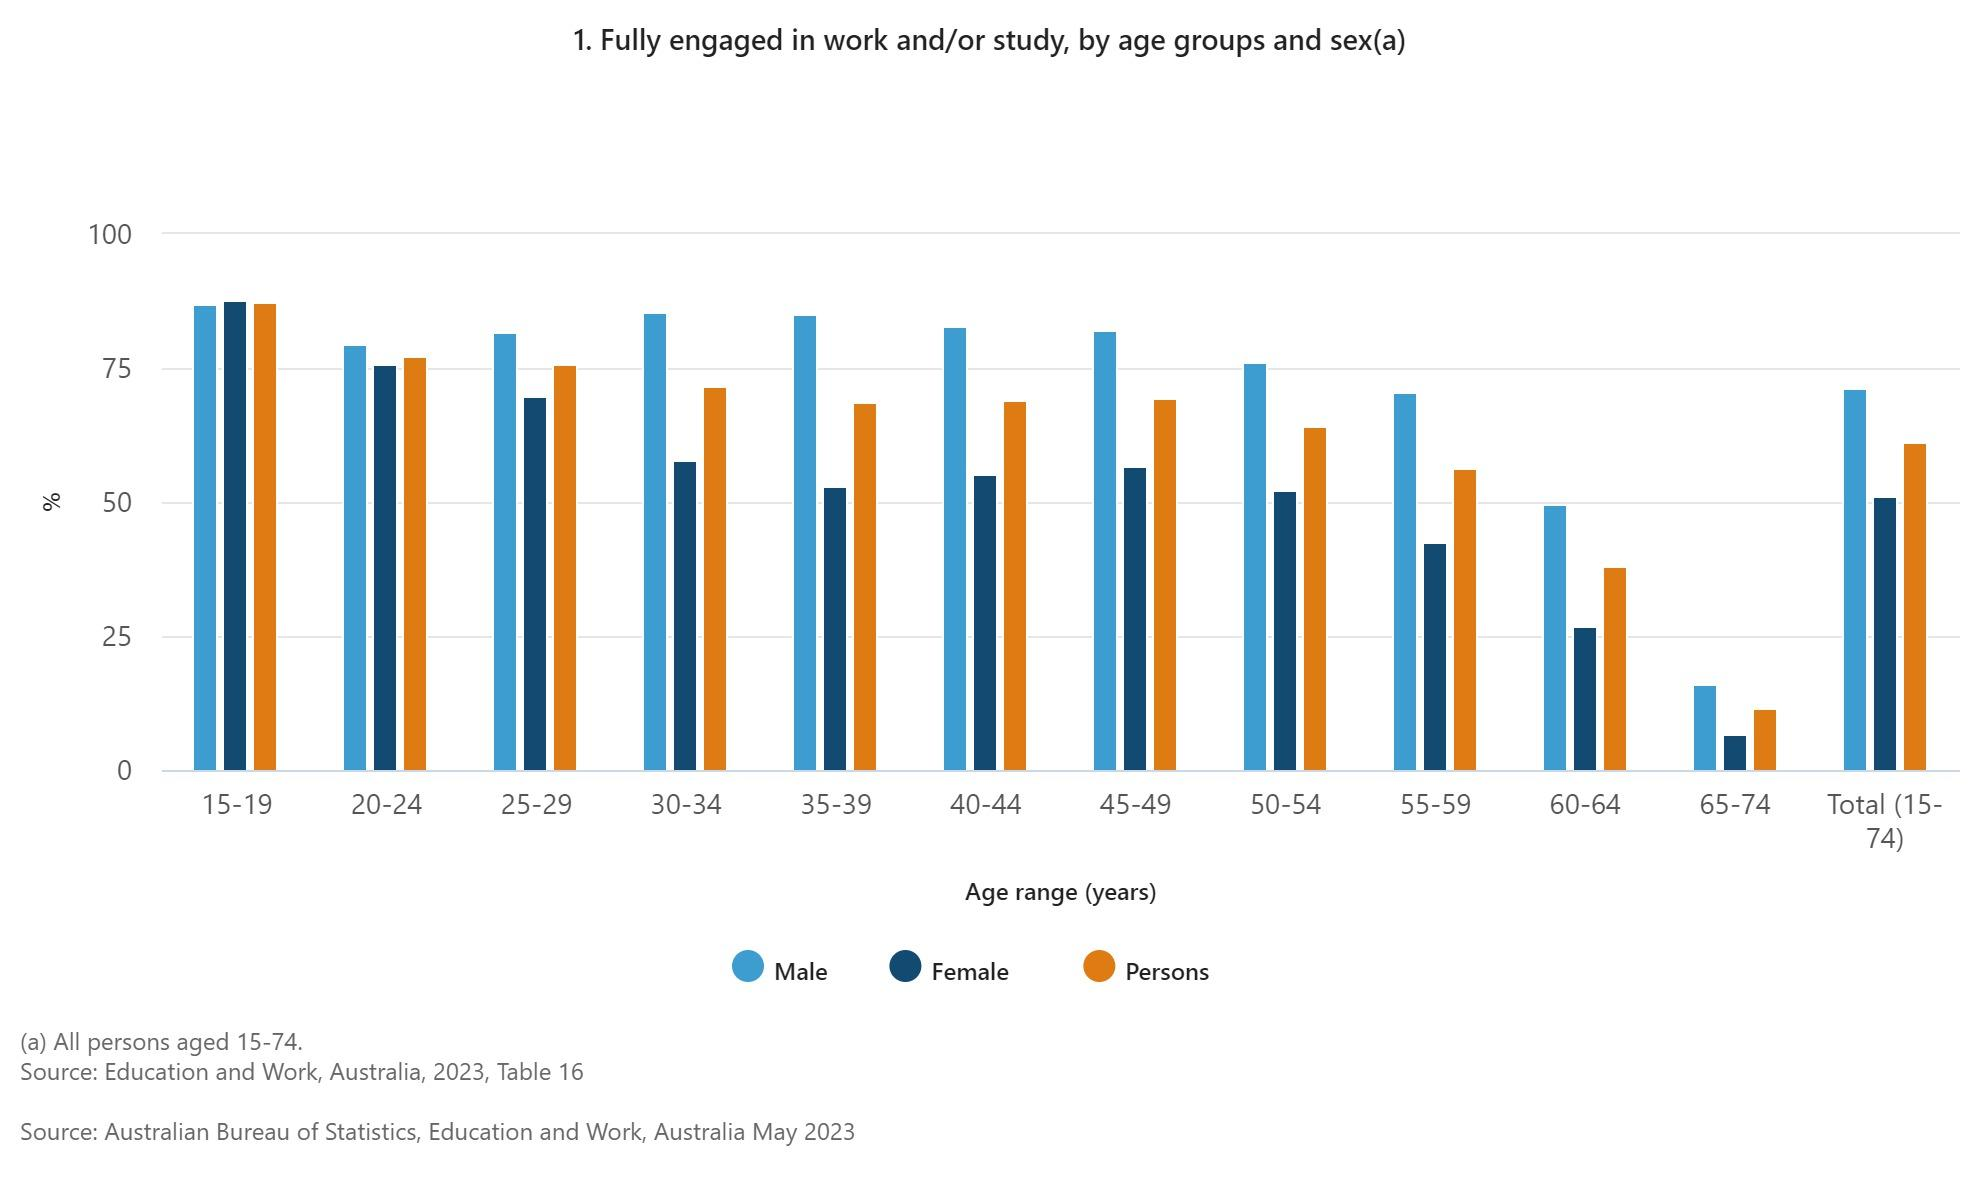 1. Fully engaged in work and/or study, by age groups and sex(a)
100
75
50
25
0
%
15-19
20-24
25-29
30-34
35-39
40-44
45-49
50-54
55-59
60-64
65-74
Total (15-
74)
Age range (years)
Male
Female
Persons
(a) All persons aged 15-74.
Source: Education and Work, Australia, 2023, Table 16
Source: Australian Bureau of Statistics, Education and Work, Australia May 2023